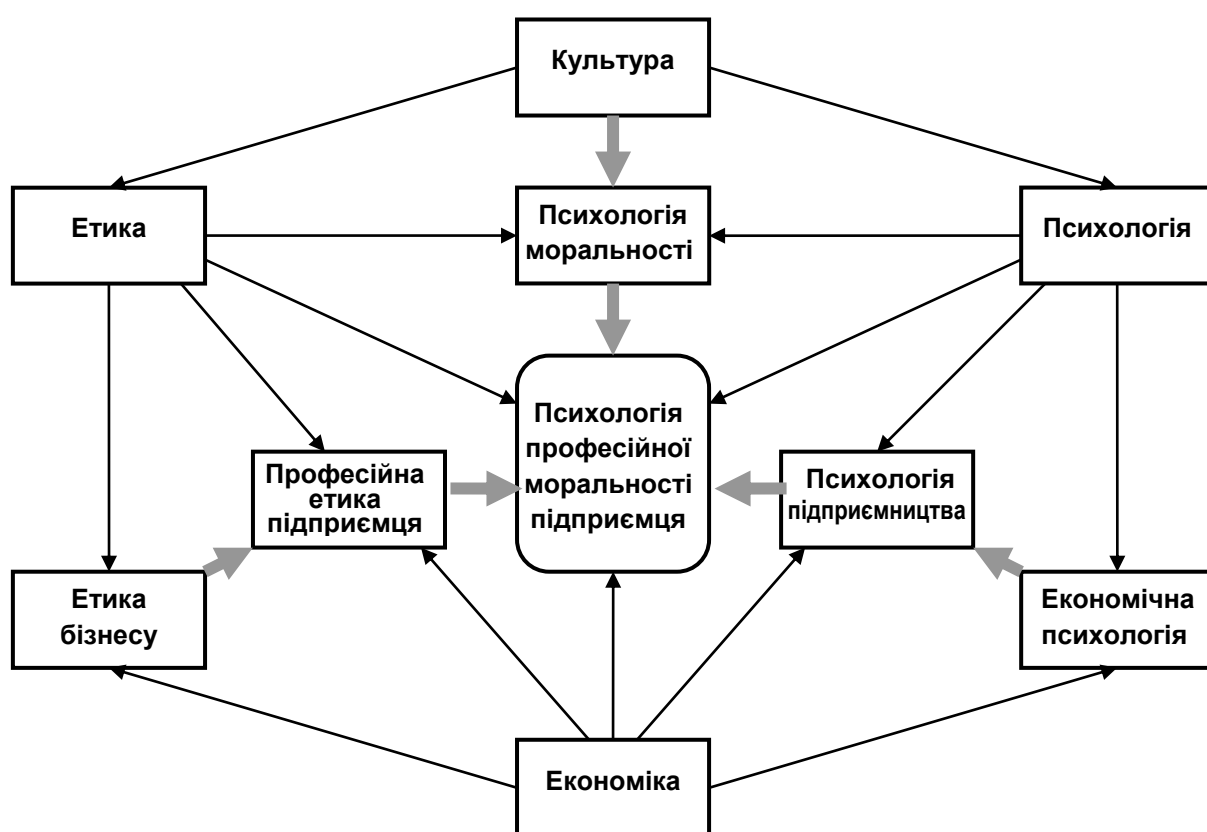 Культура
Етика
Психологія
моральності
Психологія
Психологія
професійної
моральності
підприємця
Професійна
етика
підприємця
Психологія
підприємництва
Етика
бізнесу
Економічна
психологія
Економіка